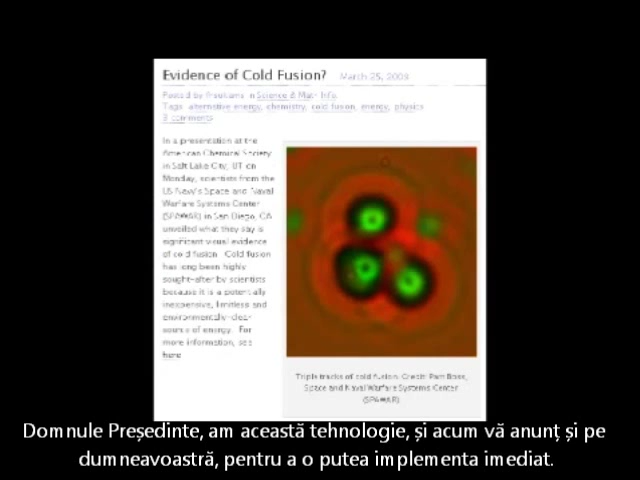 Evidence of Cold Fusion? March 25, 2009
Posted by in Science & Math Info.
Tags: alternative energy, chemistry, cold fusion, energy, physics
3 comments
In a presentation at the
American Chemical Society
in Salt Lake City, UT on
Monday, scientists from the
US Navy's Space and Naval
Warfare Systems Center
(SPAWAR) in San Diego, CA
unveiled what they say is
significant visual evidence
of cold fusion. Cold fusion
has long been highly
sought-after by scientists
because it is a potentially
inexpensive, limitless and
environmentally-clean
source of energy. For
more information, see
here
Triple tracks of cold fusion. Credit: Pam Boss,
Space and Naval Warfare Systems Center
(SPAWAR)
Domnule Președinte, am această tehnologie, și acum vă anunț și pe
dumneavoastră, pentru a o putea implementa imediat.